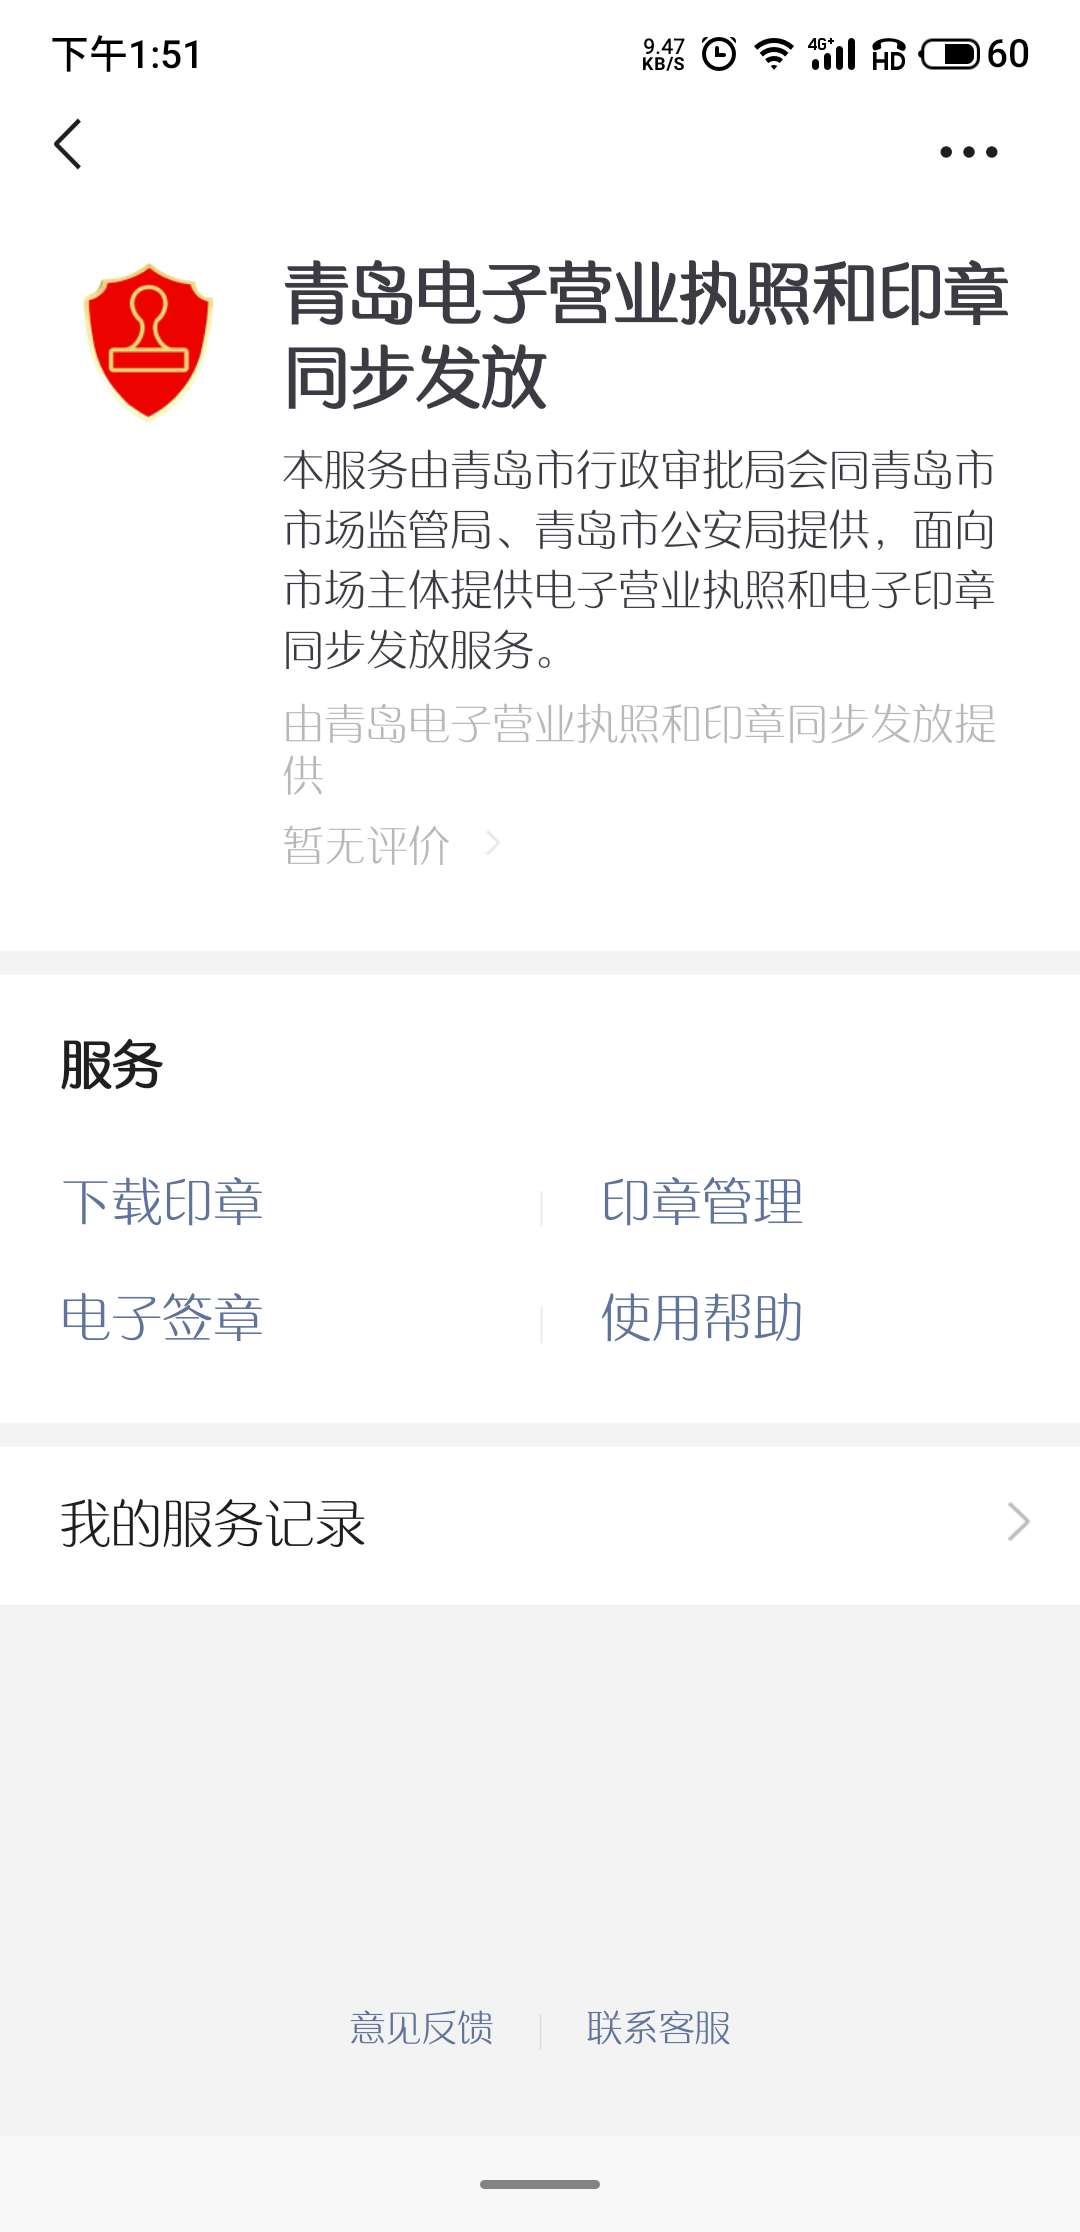 下午1:51
9.47
KB/S
4G+
HD
60
青岛电子营业执照和印章
同步发放
本服务由青岛市行政审批局会同青岛市
市场监管局、青岛市公安局提供，面向
市场主体提供电子营业执照和电子印章
同步发放服务。
由青岛电子营业执照和印章同步发放提
供
暂无评价
服务
下载印章
印章管理
电子签章
使用帮助
我的服务记录
意见反馈
联系客服